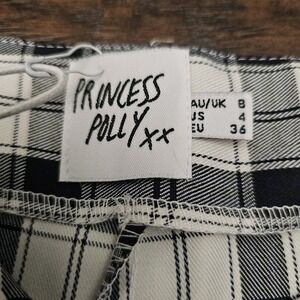 PRINCESS
POLLY xx
AU/UK 8
US 4
EU 36